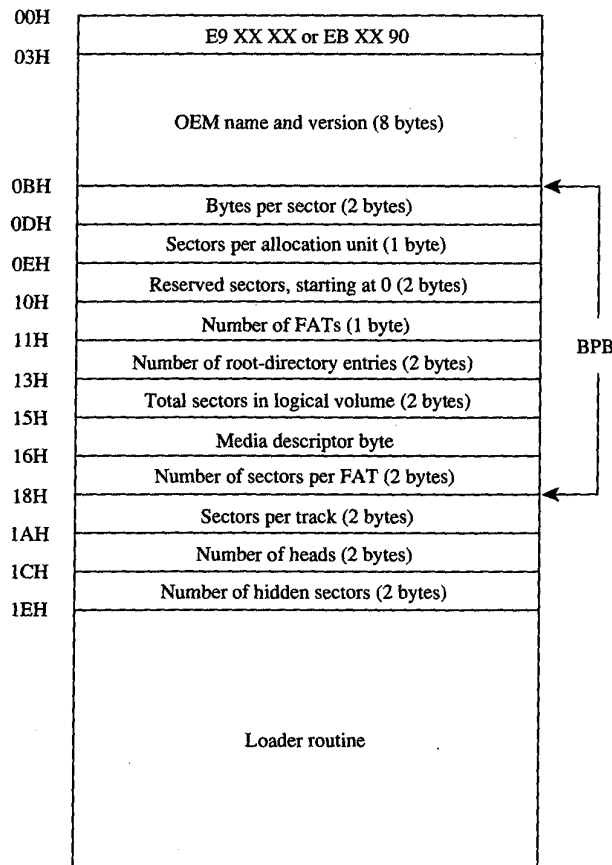 00H
E9 XX XX or EB XX 90
03H
OEM name and version (8 bytes)
0BH
Bytes per sector (2 bytes)
0DH
Sectors per allocation unit (1 byte)
0EH
Reserved sectors, starting at 0 (2 bytes)
10H
Number of FATs (1 byte)
11H
BPB
Number of root-directory entries (2 bytes)
13H
Total sectors in logical volume (2 bytes)
15H
Media descriptor byte
16H
Number of sectors per FAT (2 bytes)
18H
Sectors per track (2 bytes)
1AH
Number of heads (2 bytes)
1CH
Number of hidden sectors (2 bytes)
1EH
Loader routine